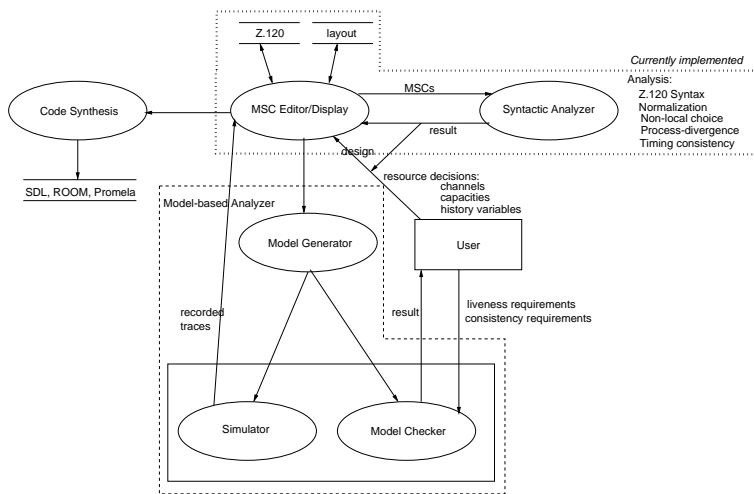 Z.120
layout
Currently implemented
Analysis:
Z.120 Syntax
Normalization
Non-local choice
Process-divergence
Timing consistency
MSCs
Code Synthesis
MSC Editor/Display
Syntactic Analyzer
result
design
resource decisions:
channels
capacities
history variables
SDL, ROOM, Promela
Model-based Analyzer
Model Generator
User
recorded
traces
result
liveness requirements
consistency requirements
Simulator
Model Checker